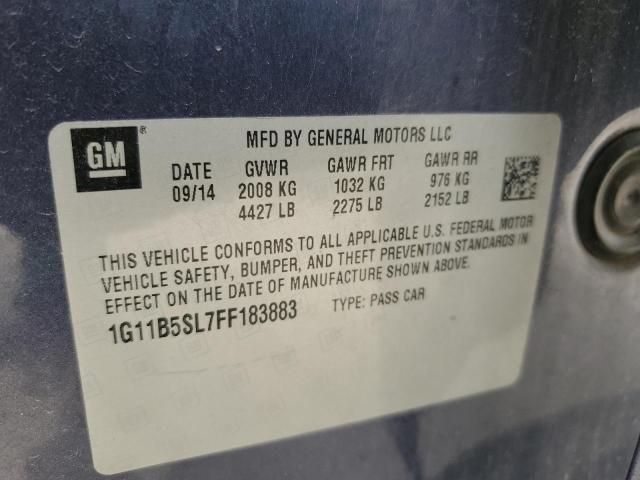 GM ®
MFD BY GENERAL MOTORS LLC
DATE GVWR GAWR FRT GAWR RR
09/14 2008 KG 1032 KG 976 KG
4427 LB 2275 LB 2152 LB
THIS VEHICLE CONFORMS TO ALL APPLICABLE U.S. FEDERAL MOTOR
VEHICLE SAFETY, BUMPER, AND THEFT PREVENTION STANDARDS IN
EFFECT ON THE DATE OF MANUFACTURE SHOWN ABOVE.
1G11B5SL7FF183883 TYPE: PASS CAR